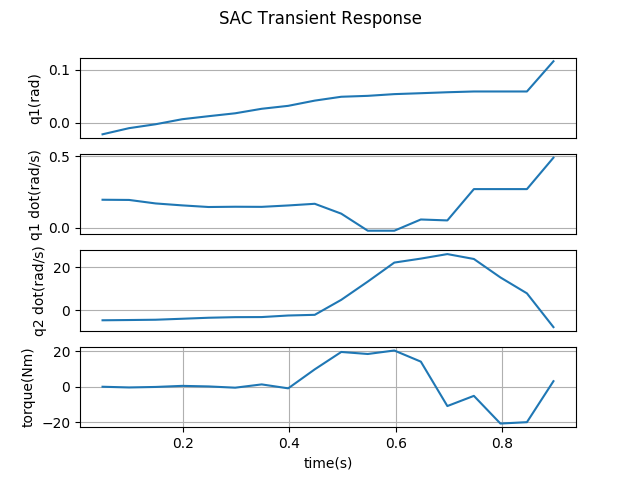 SAC Transient Response
q1(rad)
0.1
0.0
q1 dot(rad/s)
0.5
0.0
q2 dot(rad/s)
20
0
torque(Nm)
20
0
−20
0.2 0.4 0.6 0.8
time(s)